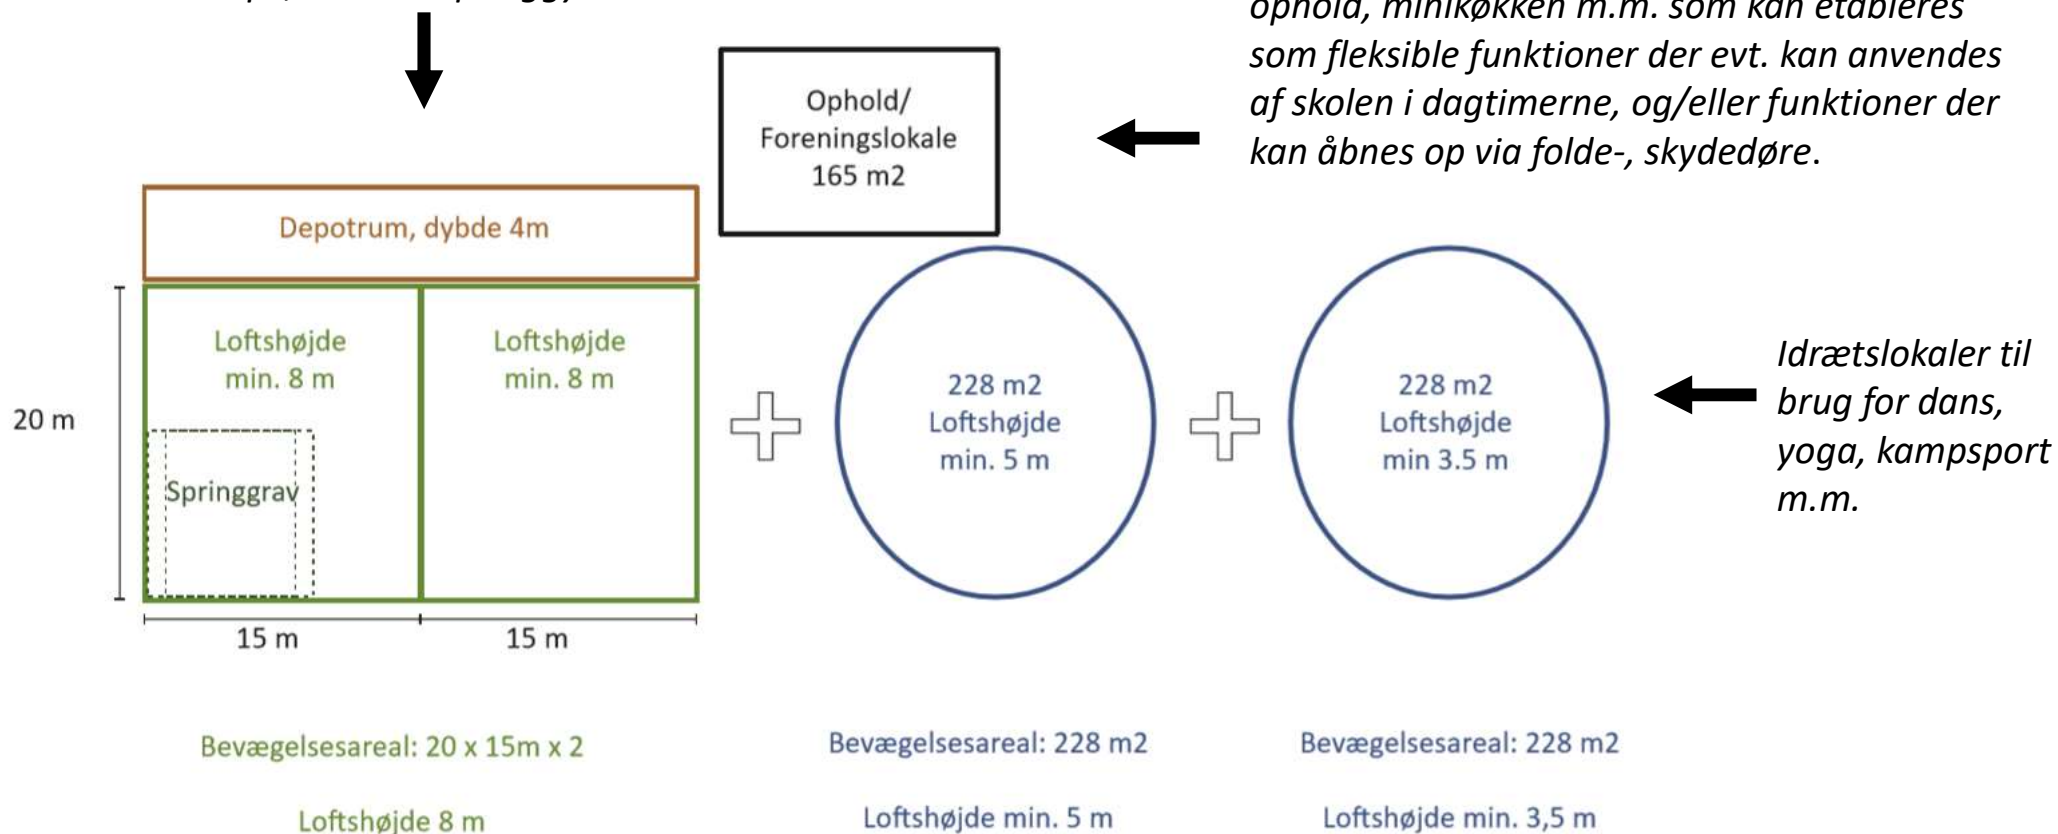 ophold, minikøkken m.m. som kan etableres
som fleksible funktioner der evt. kan anvendes
af skolen i dagtimerne, og/eller funktioner der
kan åbnes op via folde-, skydedøre.
Ophold/
Foreningslokale
165 m2
Depotrum, dybde 4m
Loftshøjde
min. 8 m
Loftshøjde
min. 8 m
20 m
Springgrav
15 m
15 m
228 m2
Loftshøjde
min. 5 m
228 m2
Loftshøjde
min 3.5 m
Idrætslokaler til
brug for dans,
yoga, kampsport
m.m.
Bevægelsesareal: 20 x 15m x 2
Loftshøjde 8 m
Bevægelsesareal: 228 m2
Loftshøjde min. 5 m
Bevægelsesareal: 228 m2
Loftshøjde min. 3,5 m